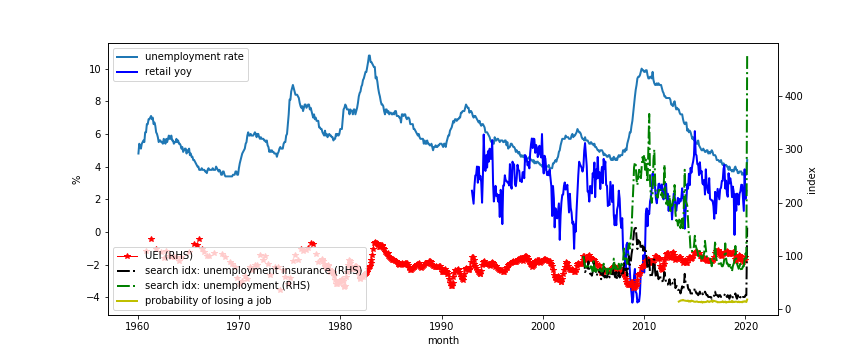 unemployment rate
retail yoy
10
8
6
4
2
0
−2
−4
%
400
300
200
100
0
index
UEI (RHS)
search idx: unemployment insurance (RHS)
search idx: unemployment (RHS)
probability of losing a job
1960 1970 1980 1990 2000 2010 2020
month